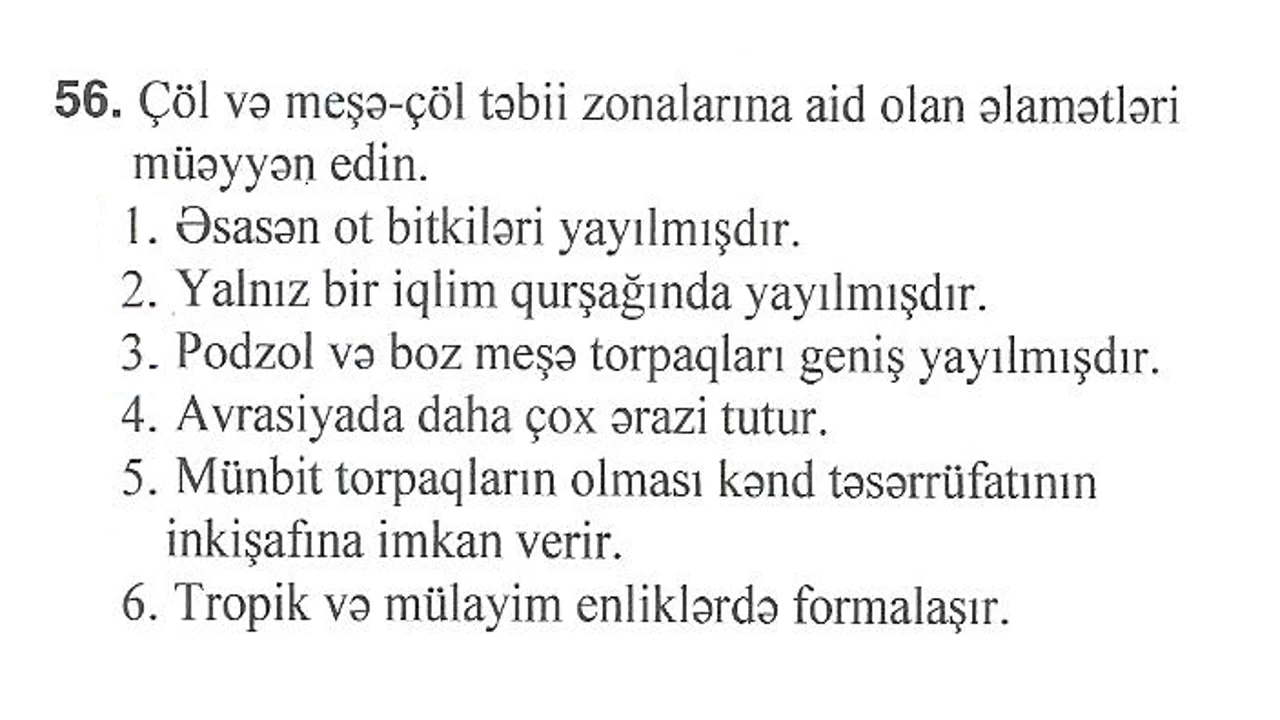 56. Çöl və meşə-çöl təbii zonalarına aid olan əlamətləri
müəyyən edin.
1. Əsasən ot bitkiləri yayılmışdır.
2. Yalnız bir iqlim qurşağında yayılmışdır.
3. Podzol və boz meşə torpaqları geniş yayılmışdır.
4. Avrasiyada daha çox ərazi tutur.
5. Münbit torpaqların olması kənd təsərrüfatının
inkişafına imkan verir.
6. Tropik və mülayim enliklərdə formalaşır.